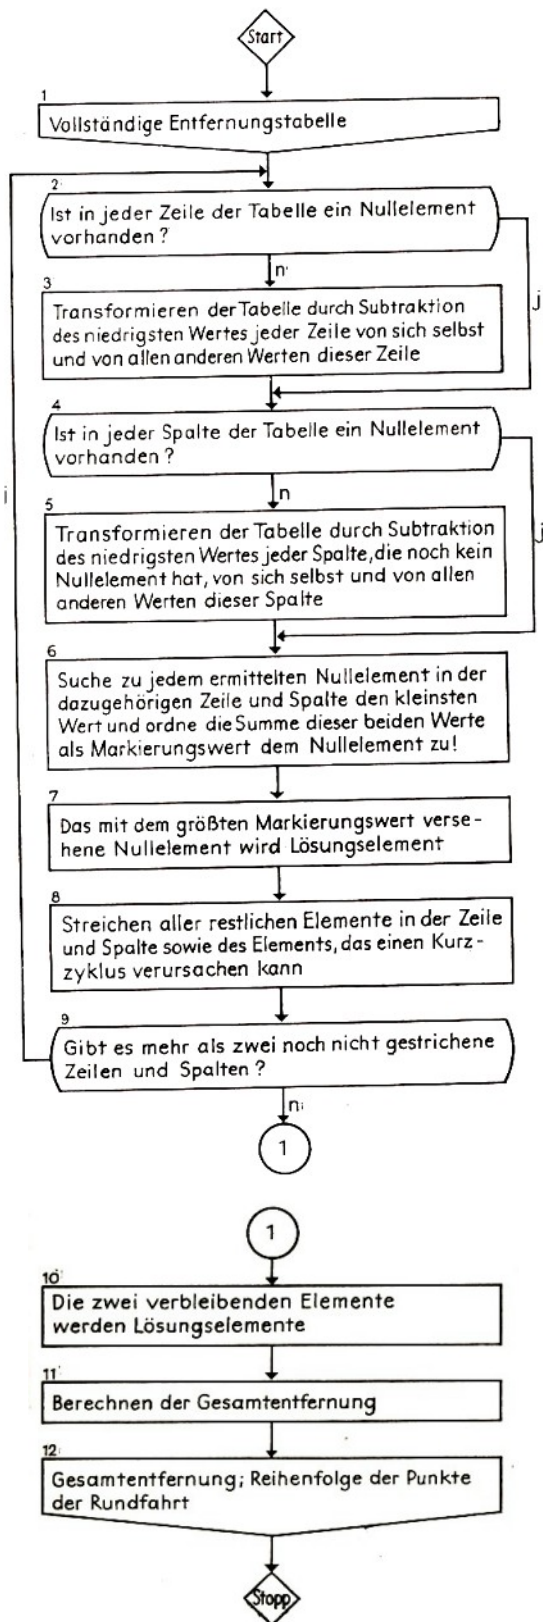 Start
1
Vollständige Entfernungstabelle
2
Ist in jeder Zeile der Tabelle ein Nullelement
vorhanden?
n
j
3
Transformieren der Tabelle durch Subtraktion
des niedrigsten Wertes jeder Zeile von sich selbst
und von allen anderen Werten dieser Zeile
4
Ist in jeder Spalte der Tabelle ein Nullelement
vorhanden?
j
n
j
5
Transformieren der Tabelle durch Subtraktion
des niedrigsten Wertes jeder Spalte, die noch kein
Nullelement hat, von sich selbst und von allen
anderen Werten dieser Spalte
6
Suche zu jedem ermittelten Nullelement in der
dazugehörigen Zeile und Spalte den kleinsten
Wert und ordne die Summe dieser beiden Werte
als Markierungswert dem Nullelement zu!
7
Das mit dem größten Markierungswert verse-
hene Nullelement wird Lösungselement
8
Streichen aller restlichen Elemente in der Zeile
und Spalte sowie des Elements, das einen Kurz-
zyklus verursachen kann
9
Gibt es mehr als zwei noch nicht gestrichene
Zeilen und Spalten?
n
1
1
10
Die zwei verbleibenden Elemente
werden Lösungselemente
11
Berechnen der Gesamtentfernung
12
Gesamtentfernung; Reihenfolge der Punkte
der Rundfahrt
Stopp